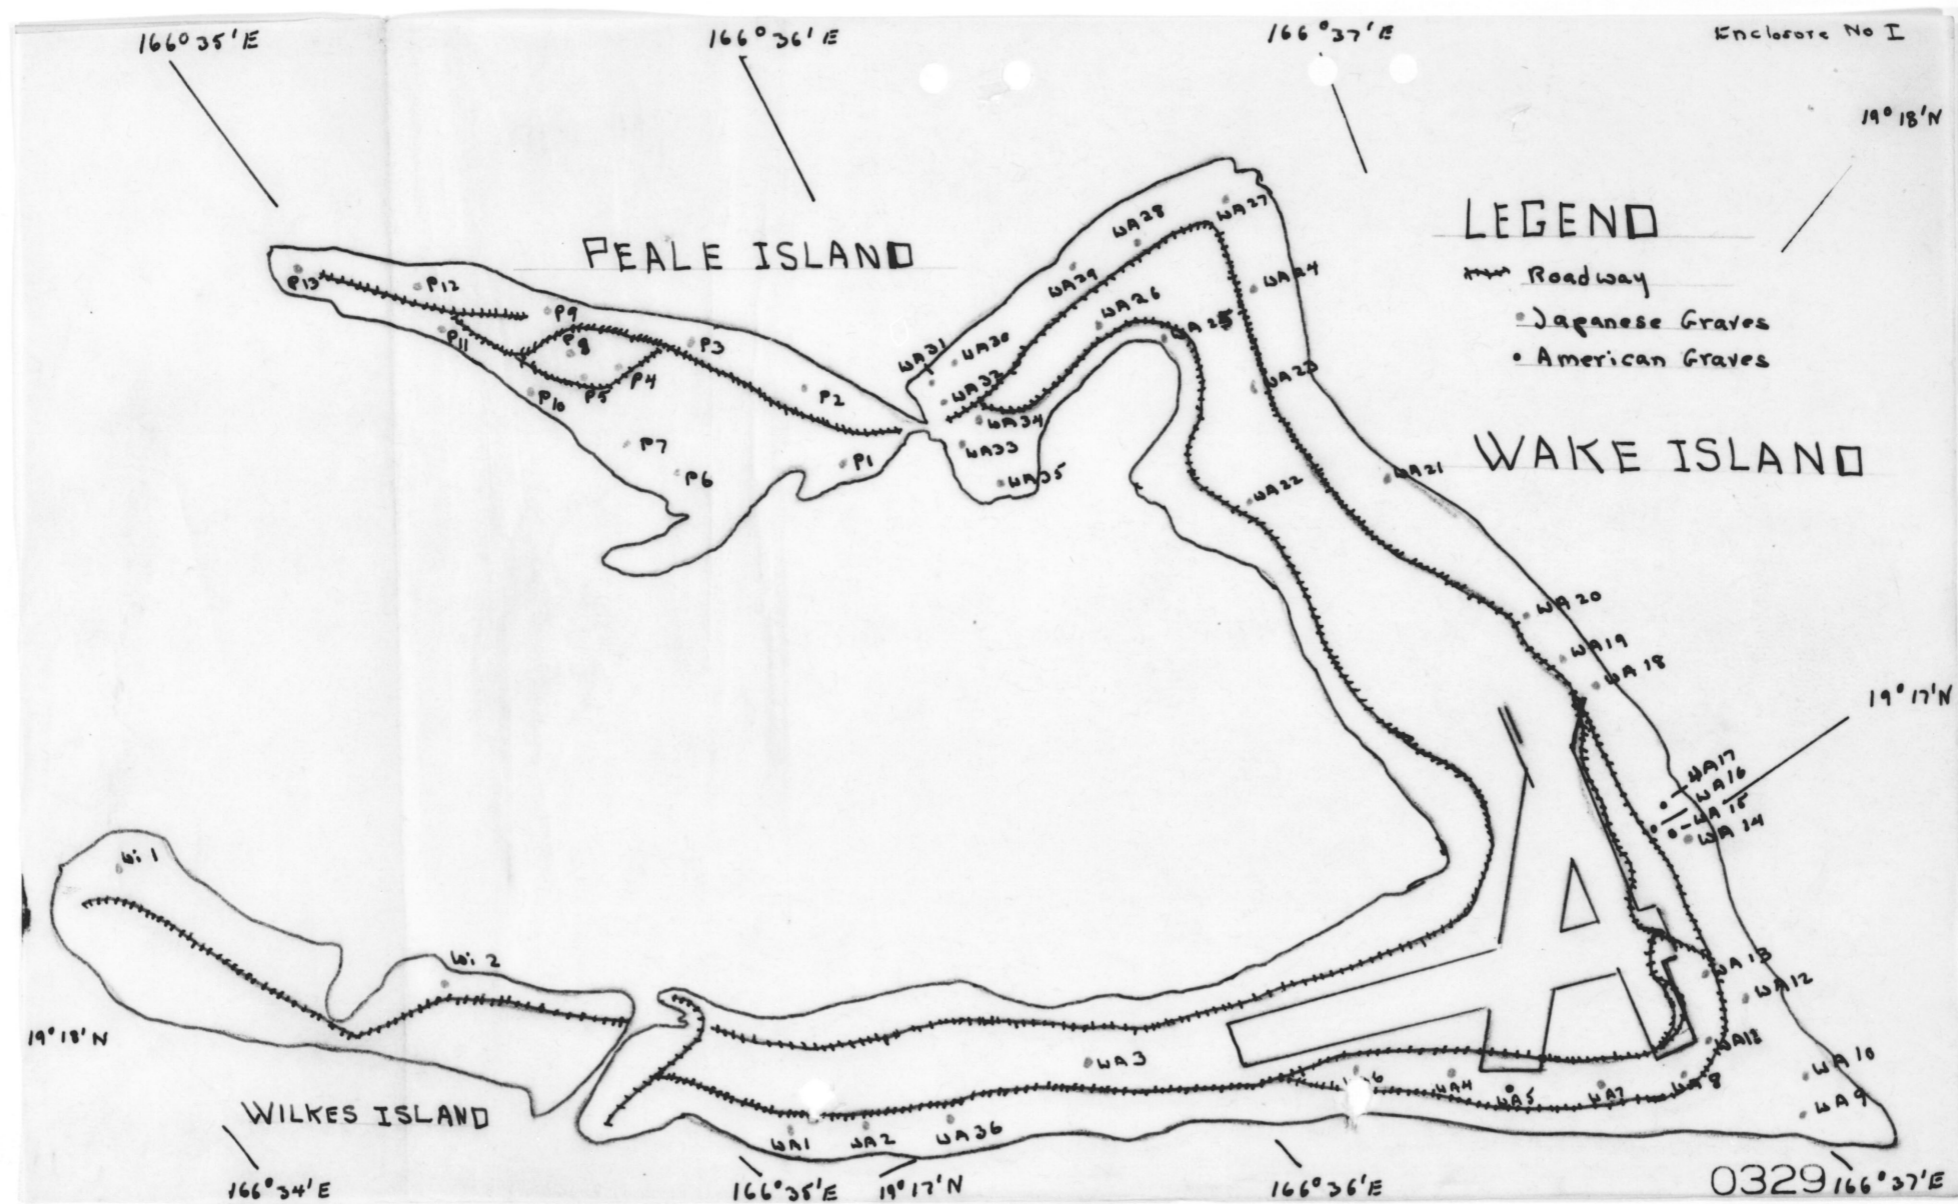 166° 35' E
166° 36' E
166° 37' E
Enclosure No I
19° 18' N
LEGEND
Roadway
Japanese Graves
American Graves
PEALE ISLAND
WAKE ISLAND
P13
P12
P11
P9
P8
P10
P5
P4
P3
P2
P7
P6
P1
WA31
WA30
WA32
WA34
WA33
WA35
WA29
WA28
WA27
WA26
WA25
WA24
WA23
WA22
WA21
WA20
WA19
WA18
19° 17' N
WA17
WA16
WA15
WA14
WA13
WA12
WA10
WA9
WA8
WA7
WA5
WA4
6
WA3
WA1
WA2
WA36
Wi 1
Wi 2
19° 18' N
WILKES ISLAND
166° 34' E
166° 35' E
19° 17' N
166° 36' E
0329
166° 37' E